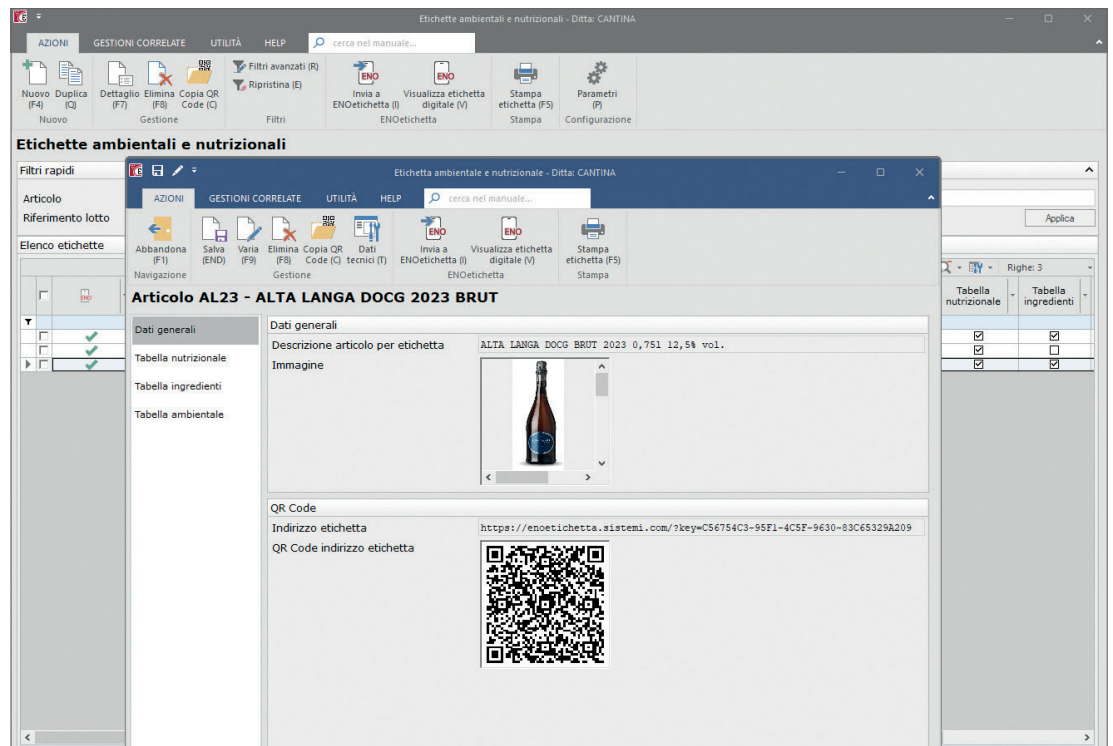 Etichette ambientali e nutrizionali - Ditta: CANTINA
AZIONI GESTIONI CORRELATE UTILITÀ HELP cerca nel manuale...
Nuovo (F4) Duplica (Q) Dettaglio (F7) Elimina (F8) Copia QR Code (C) Filtri avanzati (R) Ripristina (E) ENO Invia a ENOetichetta (I) ENO Visualizza etichetta digitale (V) Stampa etichetta (F5) Parametri (P)
Nuovo Gestione Filtri ENOetichetta Stampa Configurazione
Etichette ambientali e nutrizionali
Filtri rapidi
Articolo
Riferimento lotto
Applica
Elenco etichette
Righe: 3
ENO
Tabella nutrizionale
Tabella ingredienti
Etichetta ambientale e nutrizionale - Ditta: CANTINA
AZIONI GESTIONI CORRELATE UTILITÀ HELP cerca nel manuale...
Abbandona (F1) Salva (END) Varia (F9) Elimina (F8) Copia QR Code (C) Dati tecnici (T) ENO Invia a ENOetichetta (I) ENO Visualizza etichetta digitale (V) Stampa etichetta (F5)
Navigazione Gestione ENOetichetta Stampa
Articolo AL23 - ALTA LANGA DOCG 2023 BRUT
Dati generali
Tabella nutrizionale
Tabella ingredienti
Tabella ambientale
Dati generali
Descrizione articolo per etichetta ALTA LANGA DOCG BRUT 2023 0,75l 12,5% vol.
Immagine
QR Code
Indirizzo etichetta https://enoetichetta.sistemi.com/?key=C56754C3-95F1-4C5F-9630-83C65329A209
QR Code indirizzo etichetta